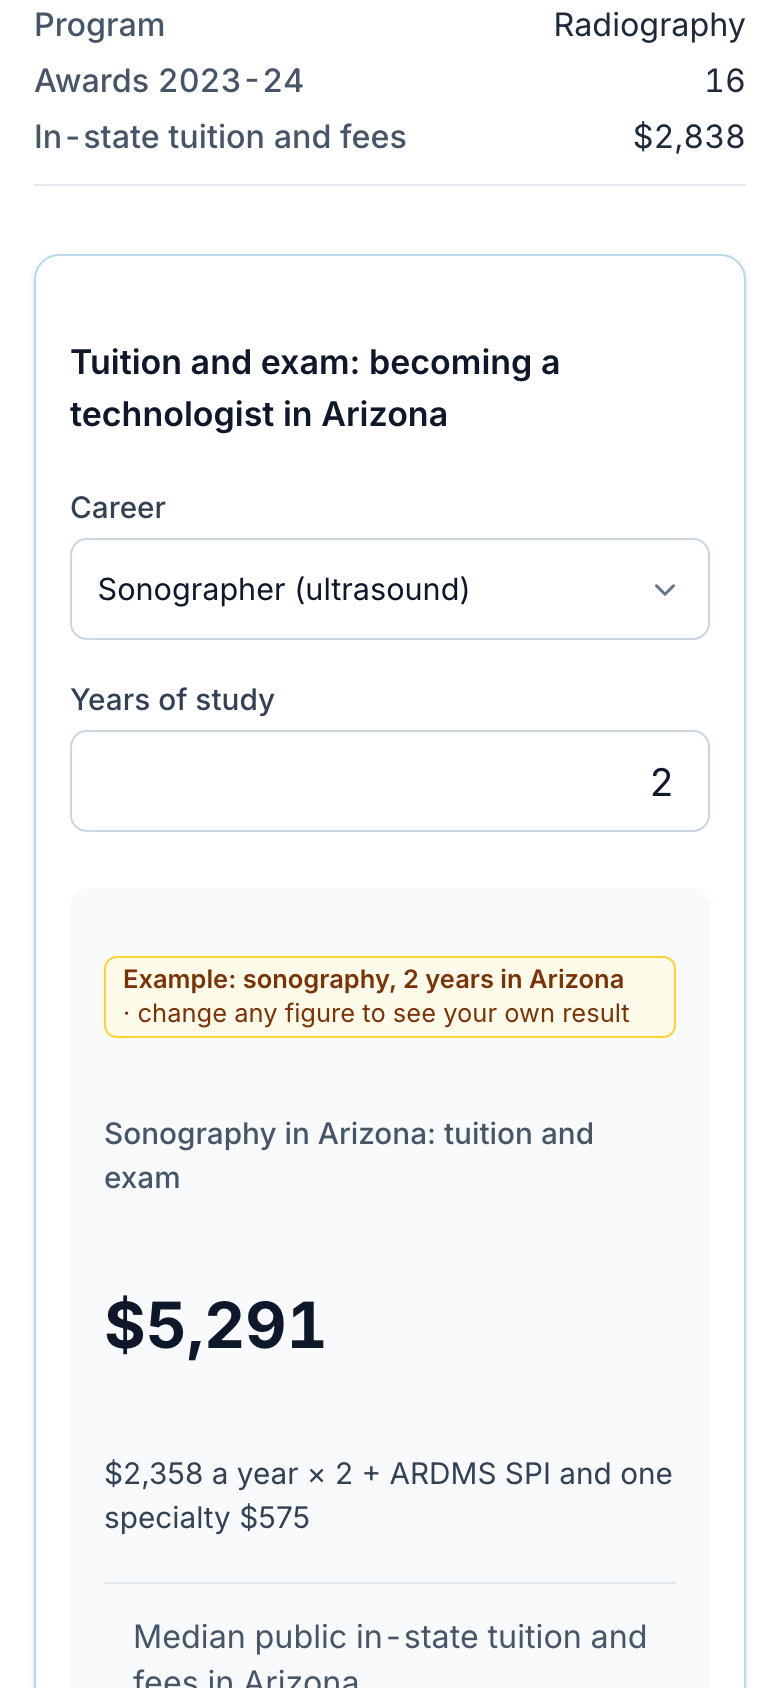 Program Radiography
Awards 2023-24 16
In-state tuition and fees $2,838
Tuition and exam: becoming a
technologist in Arizona
Career
Sonographer (ultrasound)
Years of study
2
Example: sonography, 2 years in Arizona
· change any figure to see your own result
Sonography in Arizona: tuition and
exam
$5,291
$2,358 a year × 2 + ARDMS SPI and one
specialty $575
Median public in-state tuition and
fees in Arizona